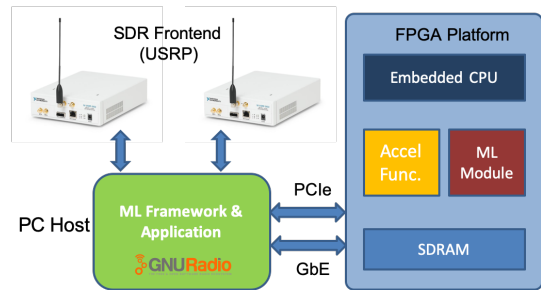 SDR Frontend
(USRP)
FPGA Platform
Embedded CPU
Accel
Func.
ML
Module
PCIe
PC Host
ML Framework &
Application
GNURadio
GbE
SDRAM